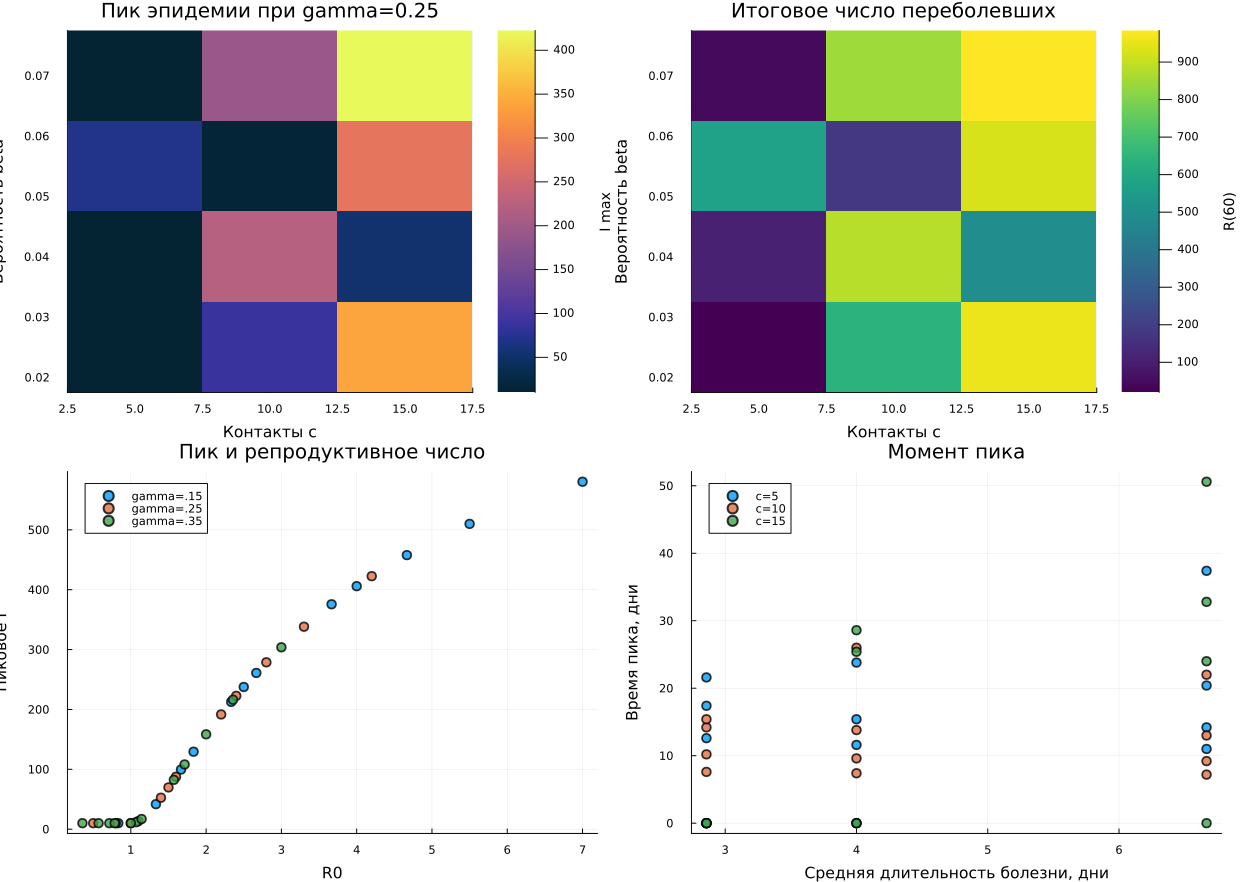 Пик эпидемии при gamma=0.25
0.07
0.06
0.05
0.04
0.03
0.02
2.5 5.0 7.5 10.0 12.5 15.0 17.5
Контакты c
beta
400
350
300
250
200
150
100
50
I max
Итоговое число переболевших
Вероятность beta
0.07
0.06
0.05
0.04
0.03
0.02
2.5 5.0 7.5 10.0 12.5 15.0 17.5
Контакты c
900
800
700
600
500
400
300
200
100
R(60)
Пик и репродуктивное число
gamma=.15
gamma=.25
gamma=.35
500
400
300
200
100
0
1 2 3 4 5 6 7
R0
Момент пика
c=5
c=10
c=15
Время пика, дни
50
40
30
20
10
0
3 4 5 6
Средняя длительность болезни, дни